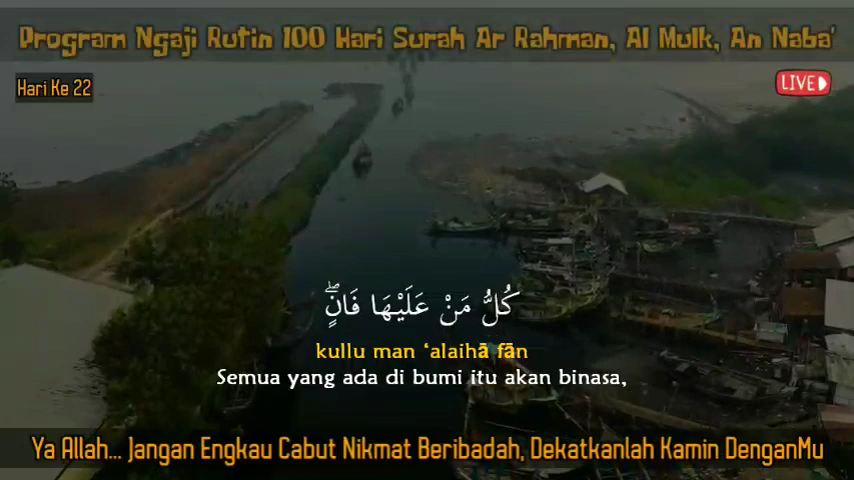 Program Ngaji Rutin 100 Hari Surah Ar Rahman, Al Mulk, An Naba'
Hari Ke 22
LIVE
كُلُّ مَنْ عَلَيْهَا فَانٍۖ
kullu man ‘alaihā fān
Semua yang ada di bumi itu akan binasa,
Ya Allah... Jangan Engkau Cabut Nikmat Beribadah, Dekatkanlah Kamin DenganMu